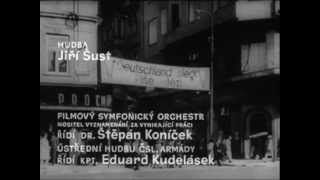 HUDBA
Jiří Šust
Deutschland siegt
FILMOVÝ SYMFONICKÝ ORCHESTR
NOSITEL VYZNAMENÁNÍ ZA VYNIKAJÍCÍ PRÁCI
ŘÍDÍ DR. Štěpán Koníček
ÚSTŘEDNÍ HUDBU ČSL. ARMÁDY
ŘÍDÍ KPT. Eduard Kudelásek